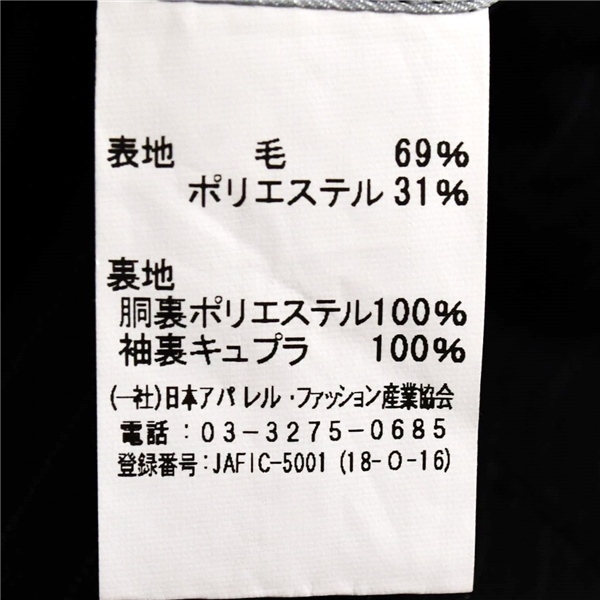 表地 毛 69%
ポリエステル 31%
裏地
胴裏ポリエステル100%
袖裏キュプラ 100%
(一社)日本アパレル・ファッション産業協会
電話:03-3275-0685
登録番号:JAFIC-5001 (18-O-16)